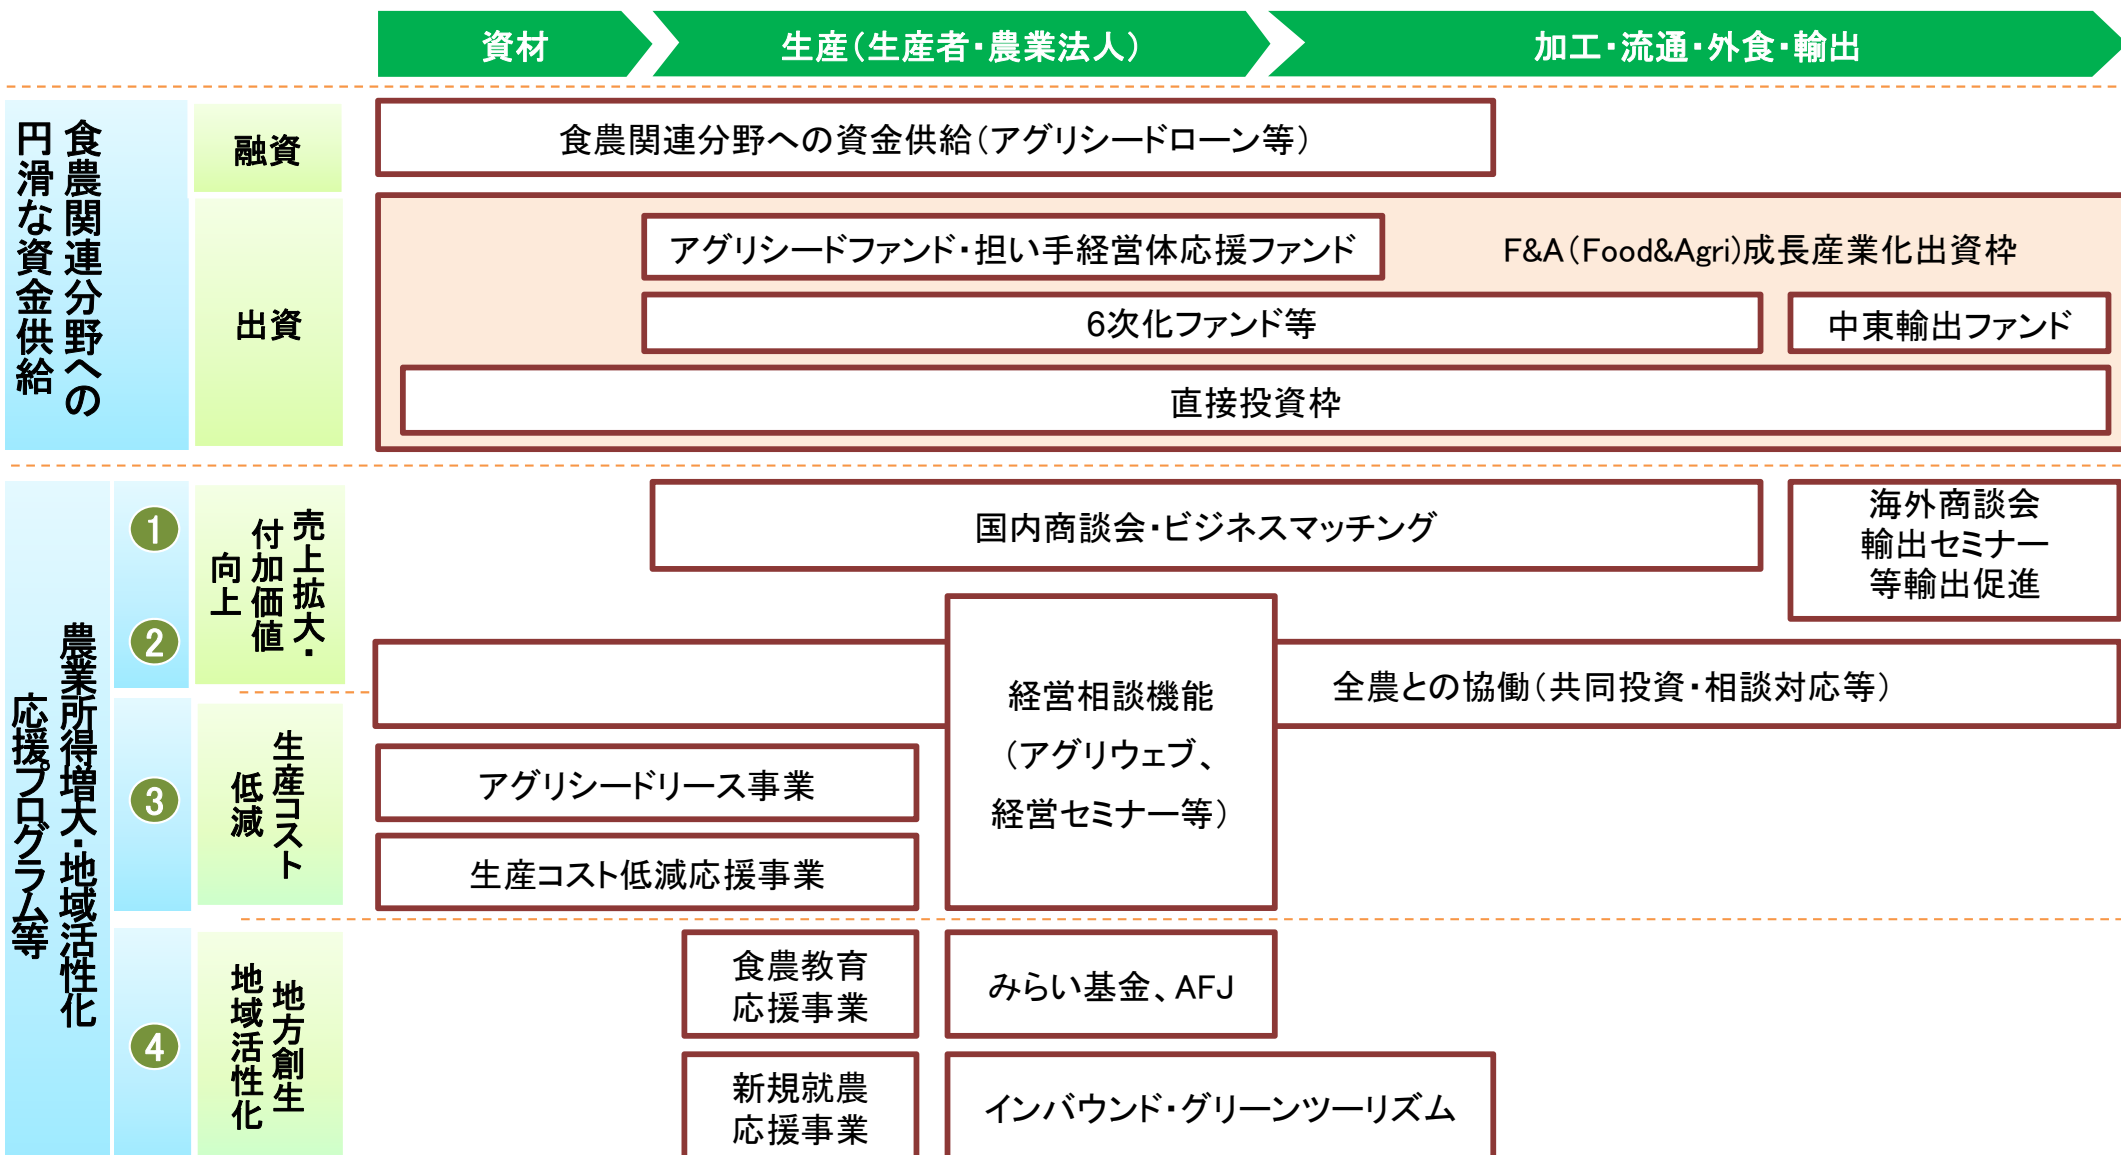 資材
生産(生産者・農業法人)
加工・流通・外食・輸出
食農関連分野への
円滑な資金供給
融資
食農関連分野への資金供給(アグリシードローン等)
出資
アグリシードファンド・担い手経営体応援ファンド
F&A(Food&Agri)成長産業化出資枠
6次化ファンド等
中東輸出ファンド
直接投資枠
農業所得増大・地域活性化
応援プログラム等
1
2
売上拡大・
付加価値
向上
国内商談会・ビジネスマッチング
海外商談会
輸出セミナー
等輸出促進
全農との協働(共同投資・相談対応等)
経営相談機能
(アグリウェブ、
経営セミナー等)
3
生産コスト
低減
アグリシードリース事業
生産コスト低減応援事業
4
地方創生
地域活性化
食農教育
応援事業
みらい基金、AFJ
新規就農
応援事業
インバウンド・グリーンツーリズム